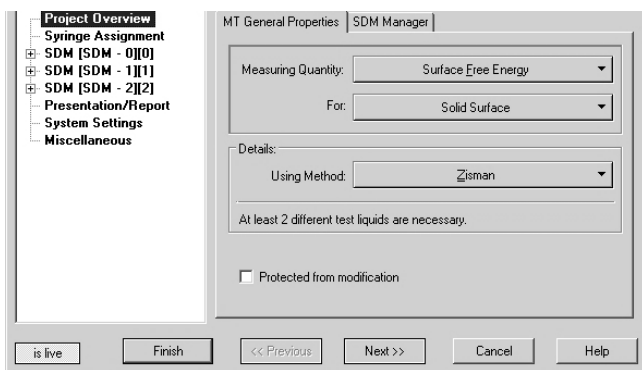 Project Overview
Syringe Assignment
SDM [SDM - 0][0]
SDM [SDM - 1][1]
SDM [SDM - 2][2]
Presentation/Report
System Settings
Miscellaneous
MT General Properties SDM Manager
Measuring Quantity: Surface Free Energy
For: Solid Surface
Details:
Using Method: Zisman
At least 2 different test liquids are necessary.
Protected from modification
is live Finish << Previous Next >> Cancel Help